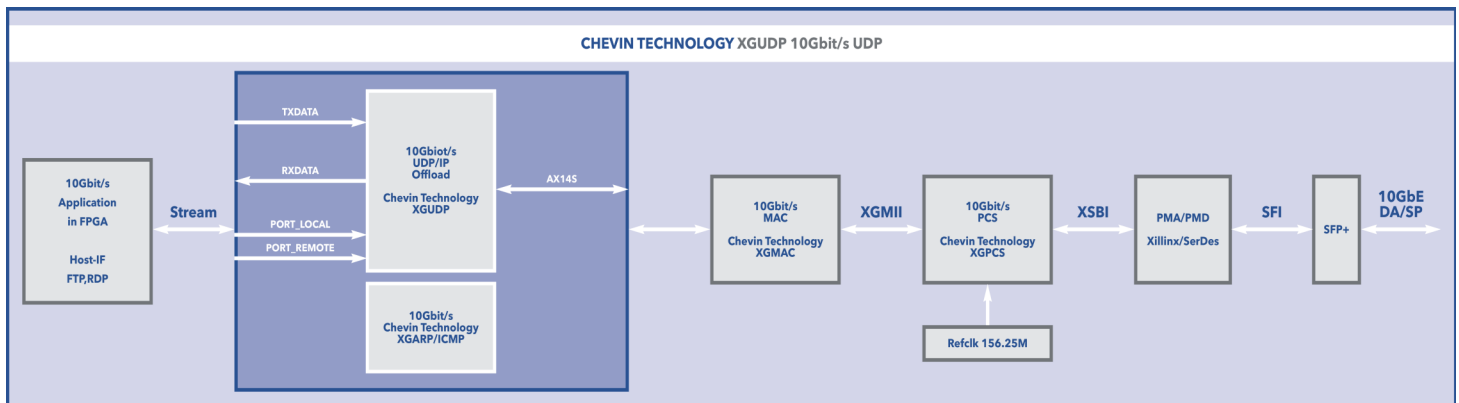 CHEVIN TECHNOLOGY XGUDP 10Gbit/s UDP
10Gbit/s
Application
in FPGA
Host-IF
FTP,RDP
Stream
TXDATA
RXDATA
PORT_LOCAL
PORT_REMOTE
10Gbiot/s
UDP/IP
Offload
Chevin Technology
XGUDP
10Gbit/s
Chevin Technology
XGARP/ICMP
AX14S
10Gbit/s
MAC
Chevin Technology
XGMAC
XGMII
10Gbit/s
PCS
Chevin Technology
XGPCS
Refclk 156.25M
XSBI
PMA/PMD
Xillinx/SerDes
SFI
SFP+
10GbE
DA/SP